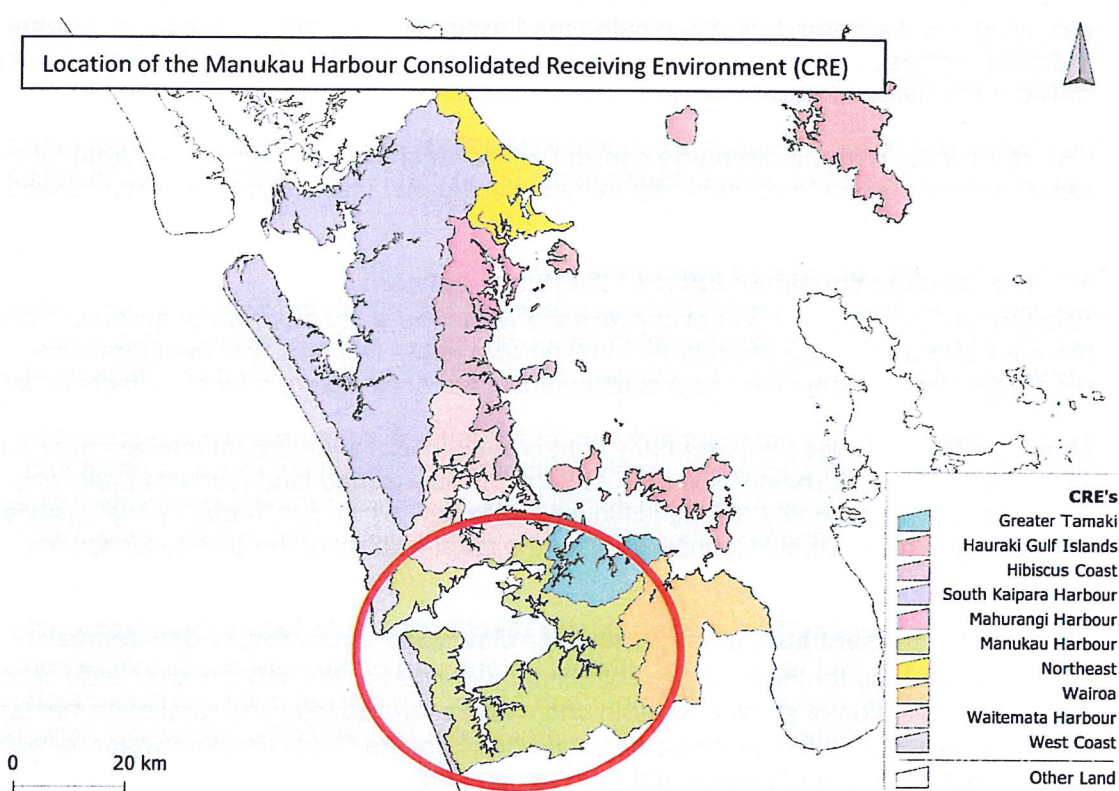 Location of the Manukau Harbour Consolidated Receiving Environment (CRE)
CRE's
Greater Tamaki
Hauraki Gulf Islands
Hibiscus Coast
South Kaipara Harbour
Mahurangi Harbour
Manukau Harbour
Northeast
Wairoa
Waitemata Harbour
West Coast
Other Land
0 20 km